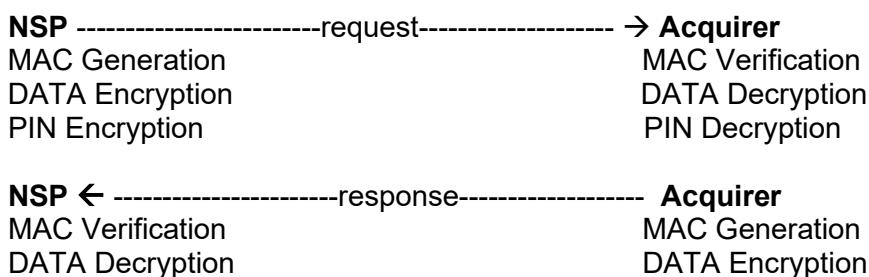 NSP -------------------------request-------------------- → Acquirer
MAC Generation MAC Verification
DATA Encryption DATA Decryption
PIN Encryption PIN Decryption
NSP ← -----------------------response------------------- Acquirer
MAC Verification MAC Generation
DATA Decryption DATA Encryption